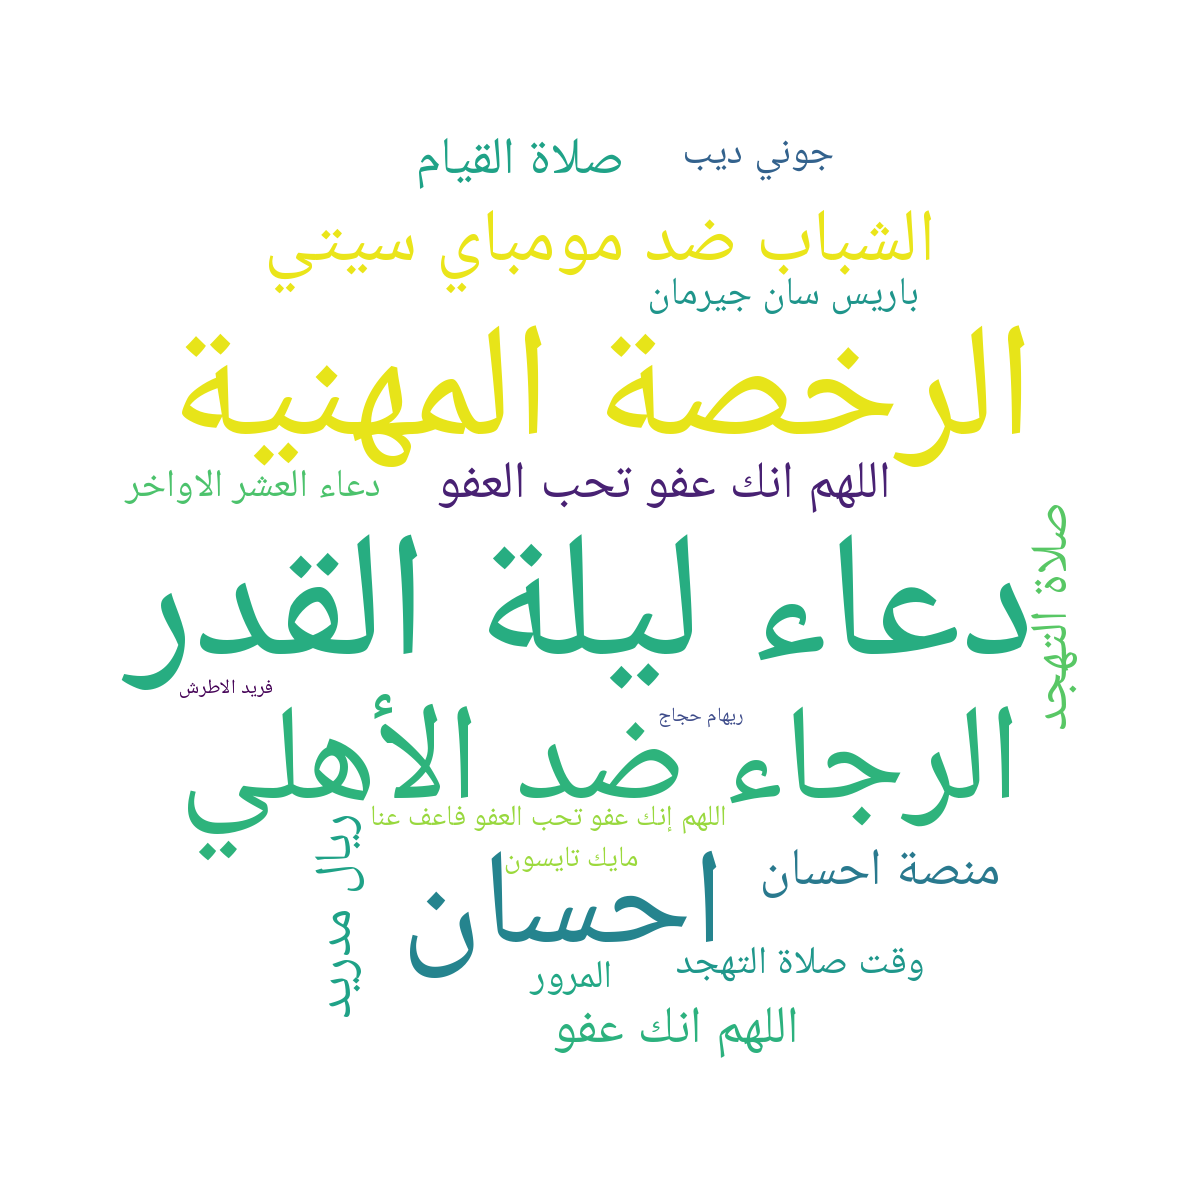 صلاة القيام
جوني ديب
الشباب ضد مومباي سيتي
باريس سان جيرمان
الرخصة المهنية
اللهم انك عفو تحب العفو
دعاء العشر الاواخر
صلاة التهجد
دعاء ليلة القدر
فريد الاطرش
ريهام حجاج
الرجاء ضد الأهلي
اللهم إنك عفو تحب العفو فاعف عنا
ريال مدريد
مايك تايسون
منصة احسان
احسان
وقت صلاة التهجد
المرور
اللهم انك عفو